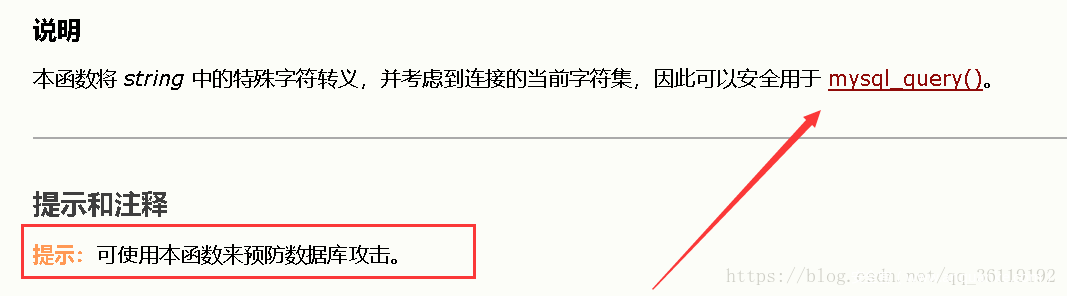 说明
本函数将 string 中的特殊字符转义，并考虑到连接的当前字符集，因此可以安全用于 mysql_query()。
提示和注释
提示：可使用本函数来预防数据库攻击。
https://blog.csdn.net/qq_36119192